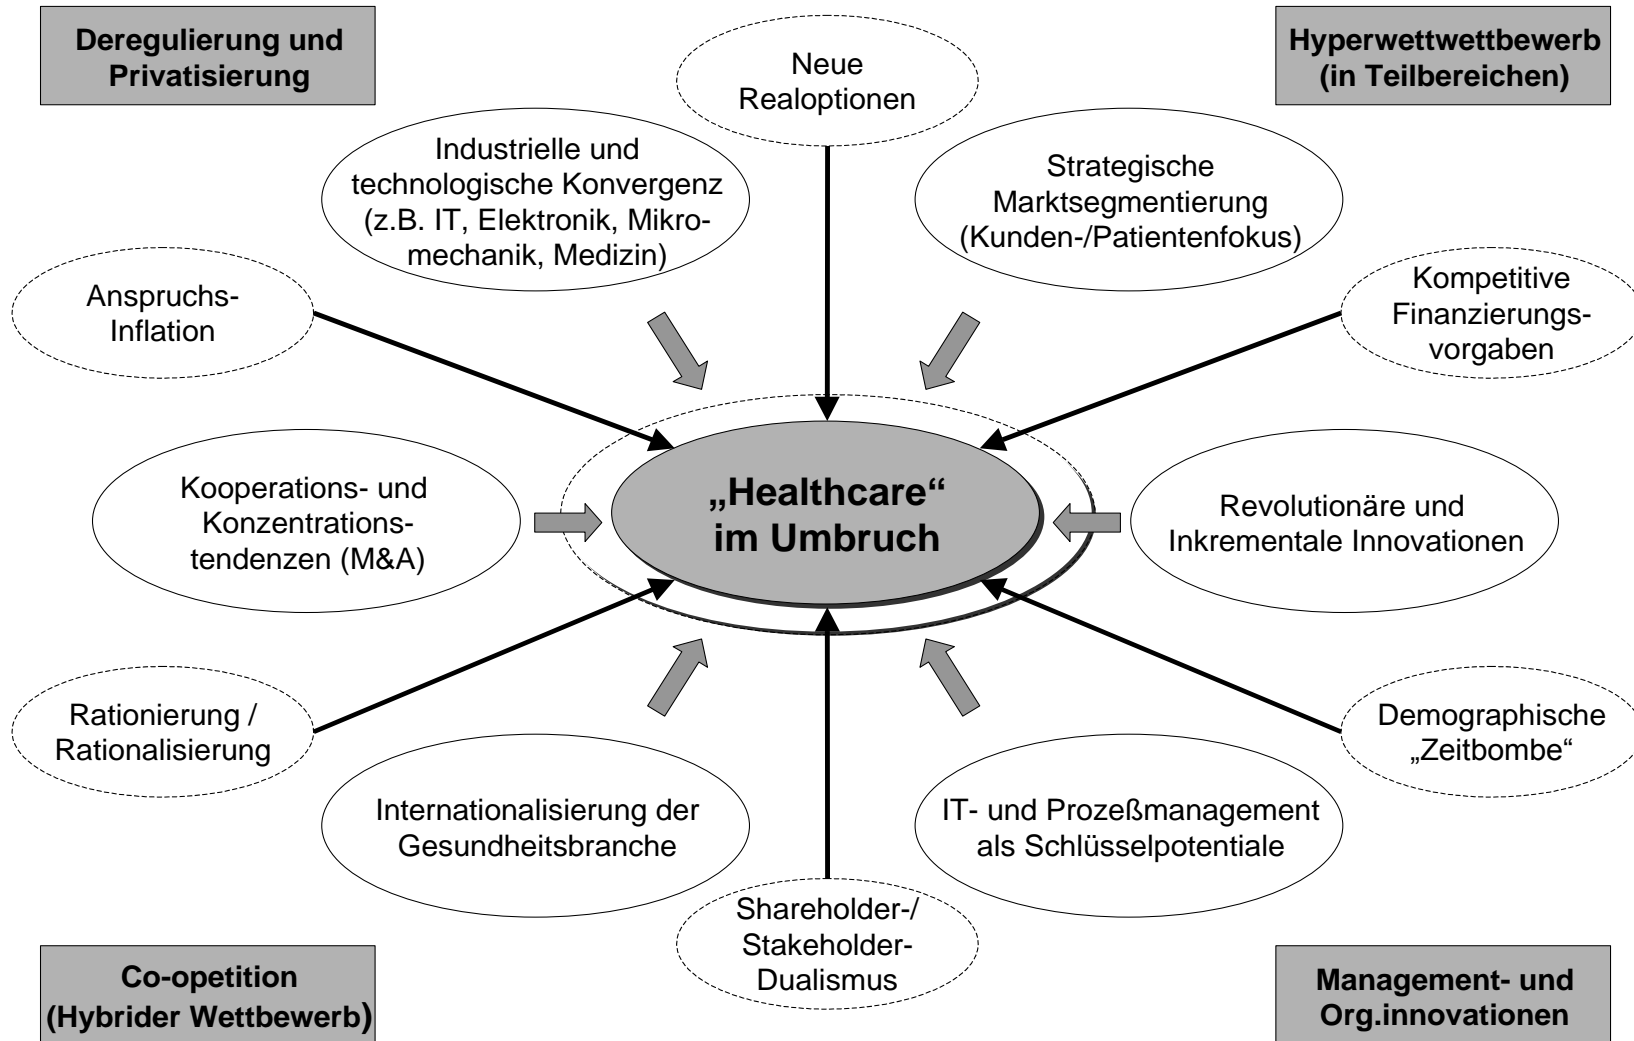 Deregulierung und
Privatisierung
Neue
Realoptionen
Hyperwettwettbewerb
(in Teilbereichen)
Industrielle und
technologische Konvergenz
(z.B. IT, Elektronik, Mikro-
mechanik, Medizin)
Strategische
Marktsegmentierung
(Kunden-/Patientenfokus)
Anspruchs-
Inflation
Kompetitive
Finanzierungs-
vorgaben
Kooperations- und
Konzentrations-
tendenzen (M&A)
„Healthcare“
im Umbruch
Revolutionäre und
Inkrementale Innovationen
Rationierung /
Rationalisierung
Demographische
„Zeitbombe“
Internationalisierung der
Gesundheitsbranche
IT- und Prozeßmanagement
als Schlüsselpotentiale
Shareholder-/
Stakeholder-
Dualismus
Co-opetition
(Hybrider Wettbewerb)
Management- und
Org.innovationen